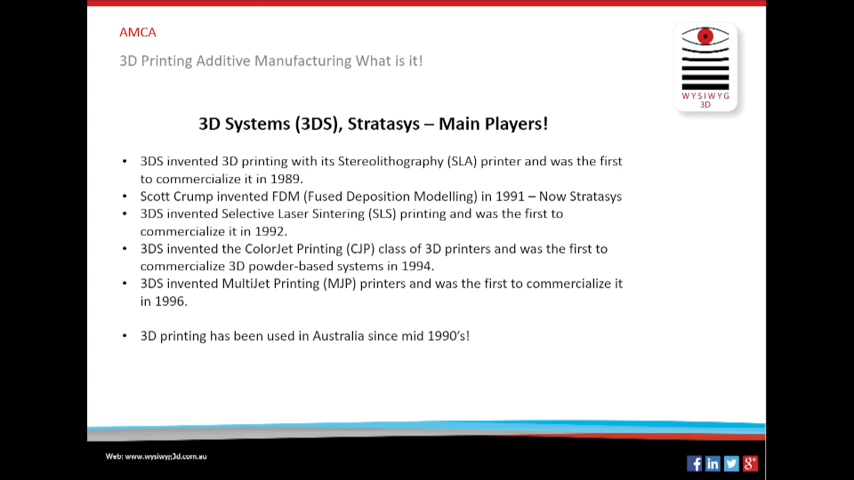 AMCA
3D Printing Additive Manufacturing What is it!
WYSIWYG
3D
3D Systems (3DS), Stratasys – Main Players!
• 3DS invented 3D printing with its Stereolithography (SLA) printer and was the first
to commercialize it in 1989.
• Scott Crump invented FDM (Fused Deposition Modelling) in 1991 – Now Stratasys
• 3DS invented Selective Laser Sintering (SLS) printing and was the first to
commercialize it in 1992.
• 3DS invented the ColorJet Printing (CJP) class of 3D printers and was the first to
commercialize 3D powder-based systems in 1994.
• 3DS invented MultiJet Printing (MJP) printers and was the first to commercialize it
in 1996.
• 3D printing has been used in Australia since mid 1990's!
Web: www.wysiwyg3d.com.au
f in g+